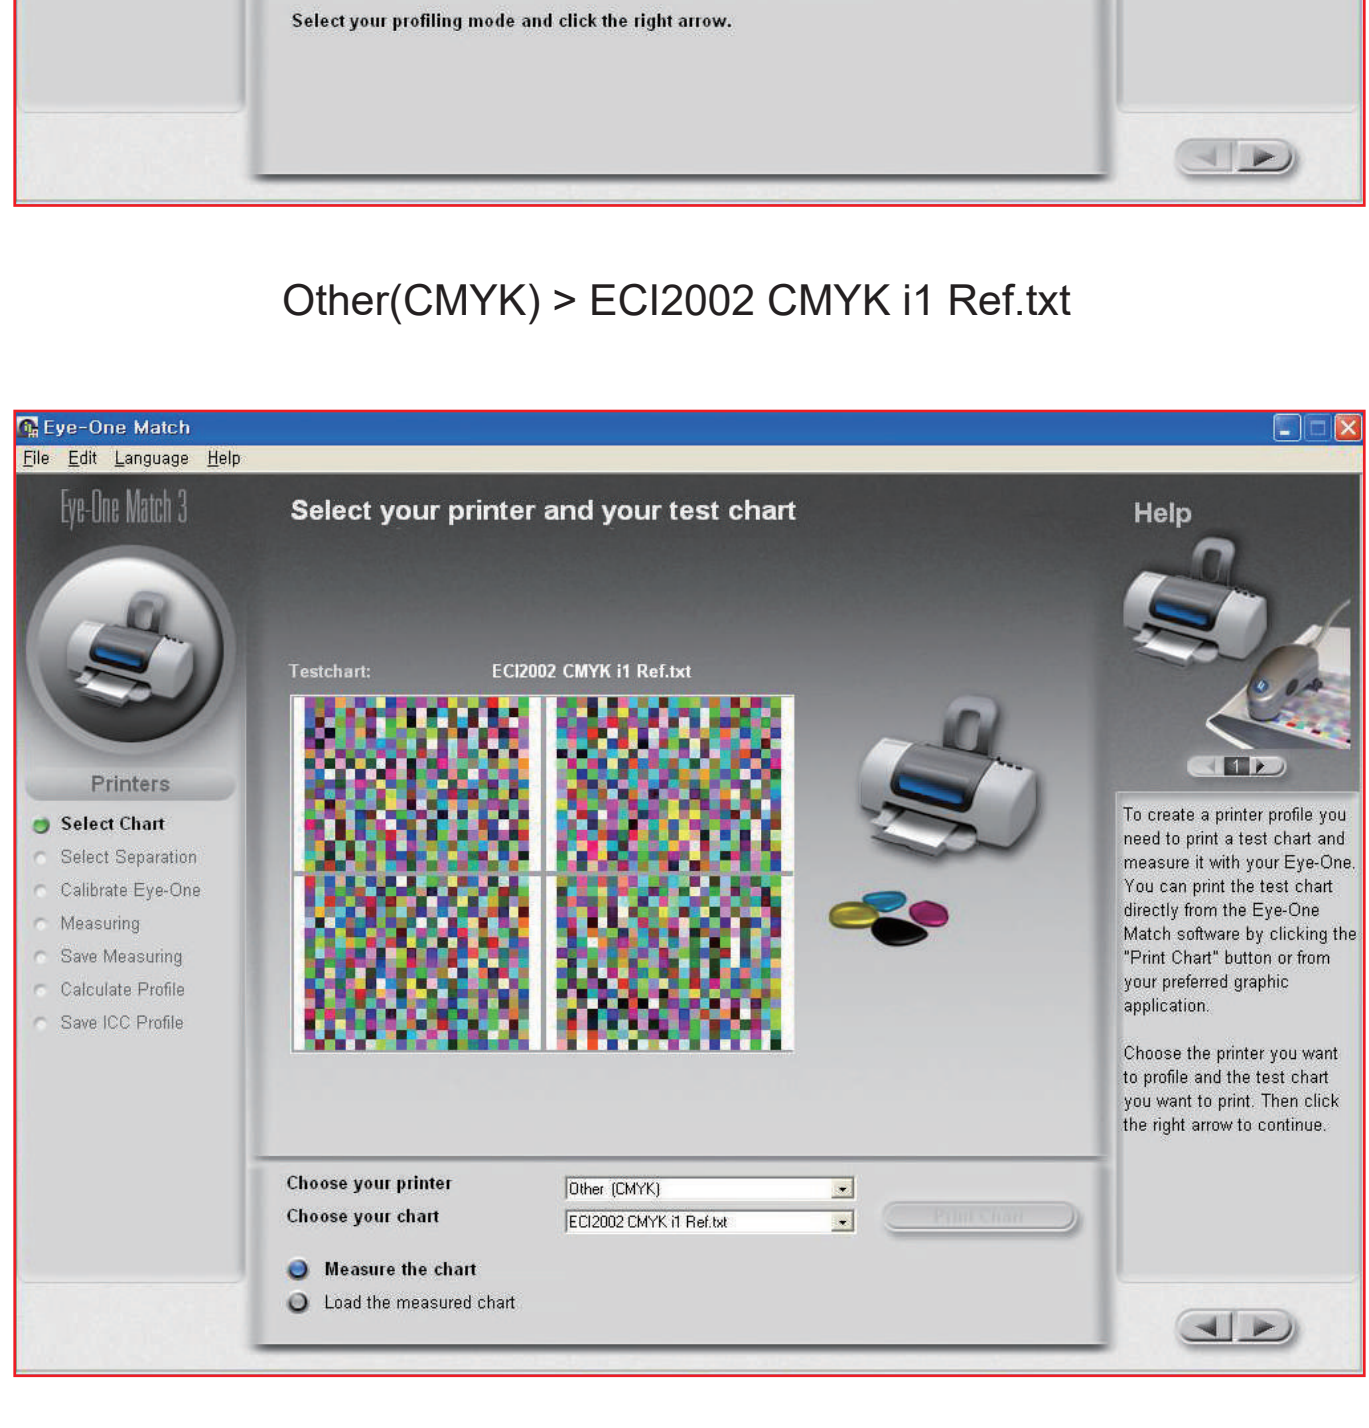 Select your profiling mode and click the right arrow.
Other(CMYK) > ECI2002 CMYK i1 Ref.txt
Eye-One Match
File Edit Language Help
Eye-One Match 3
Select your printer and your test chart
Help
Testchart: ECI2002 CMYK i1 Ref.txt
1
Printers
Select Chart
Select Separation
Calibrate Eye-One
Measuring
Save Measuring
Calculate Profile
Save ICC Profile
To create a printer profile you
need to print a test chart and
measure it with your Eye-One.
You can print the test chart
directly from the Eye-One
Match software by clicking the
"Print Chart" button or from
your preferred graphic
application.
Choose the printer you want
to profile and the test chart
you want to print. Then click
the right arrow to continue.
Choose your printer Other (CMYK)
Choose your chart ECI2002 CMYK i1 Ref.txt Print Chart
Measure the chart
Load the measured chart